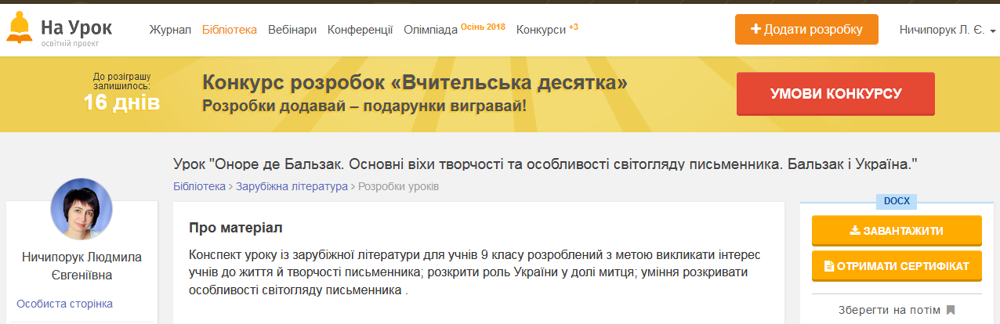 На Урок
освітній проект
Журнал Бібліотека Вебінари Конференції Олімпіада Осінь 2018 Конкурси +3
+ Додати розробку
Ничипорук Л. Є.
До розіграшу
залишилось:
16 днів
Конкурс розробок «Вчительська десятка»
Розробки додавай – подарунки вигравай!
УМОВИ КОНКУРСУ
Урок "Оноре де Бальзак. Основні віхи творчості та особливості світогляду письменника. Бальзак і Україна."
Бібліотека > Зарубіжна література > Розробки уроків
Ничипорук Людмила
Євгеніївна
Особиста сторінка
Про матеріал
Конспект уроку із зарубіжної літератури для учнів 9 класу розроблений з метою викликати інтерес
учнів до життя й творчості письменника; розкрити роль України у долі митця; уміння розкривати
особливості світогляду письменника .
DOCX
ЗАВАНТАЖИТИ
ОТРИМАТИ СЕРТИФІКАТ
Зберегти на потім